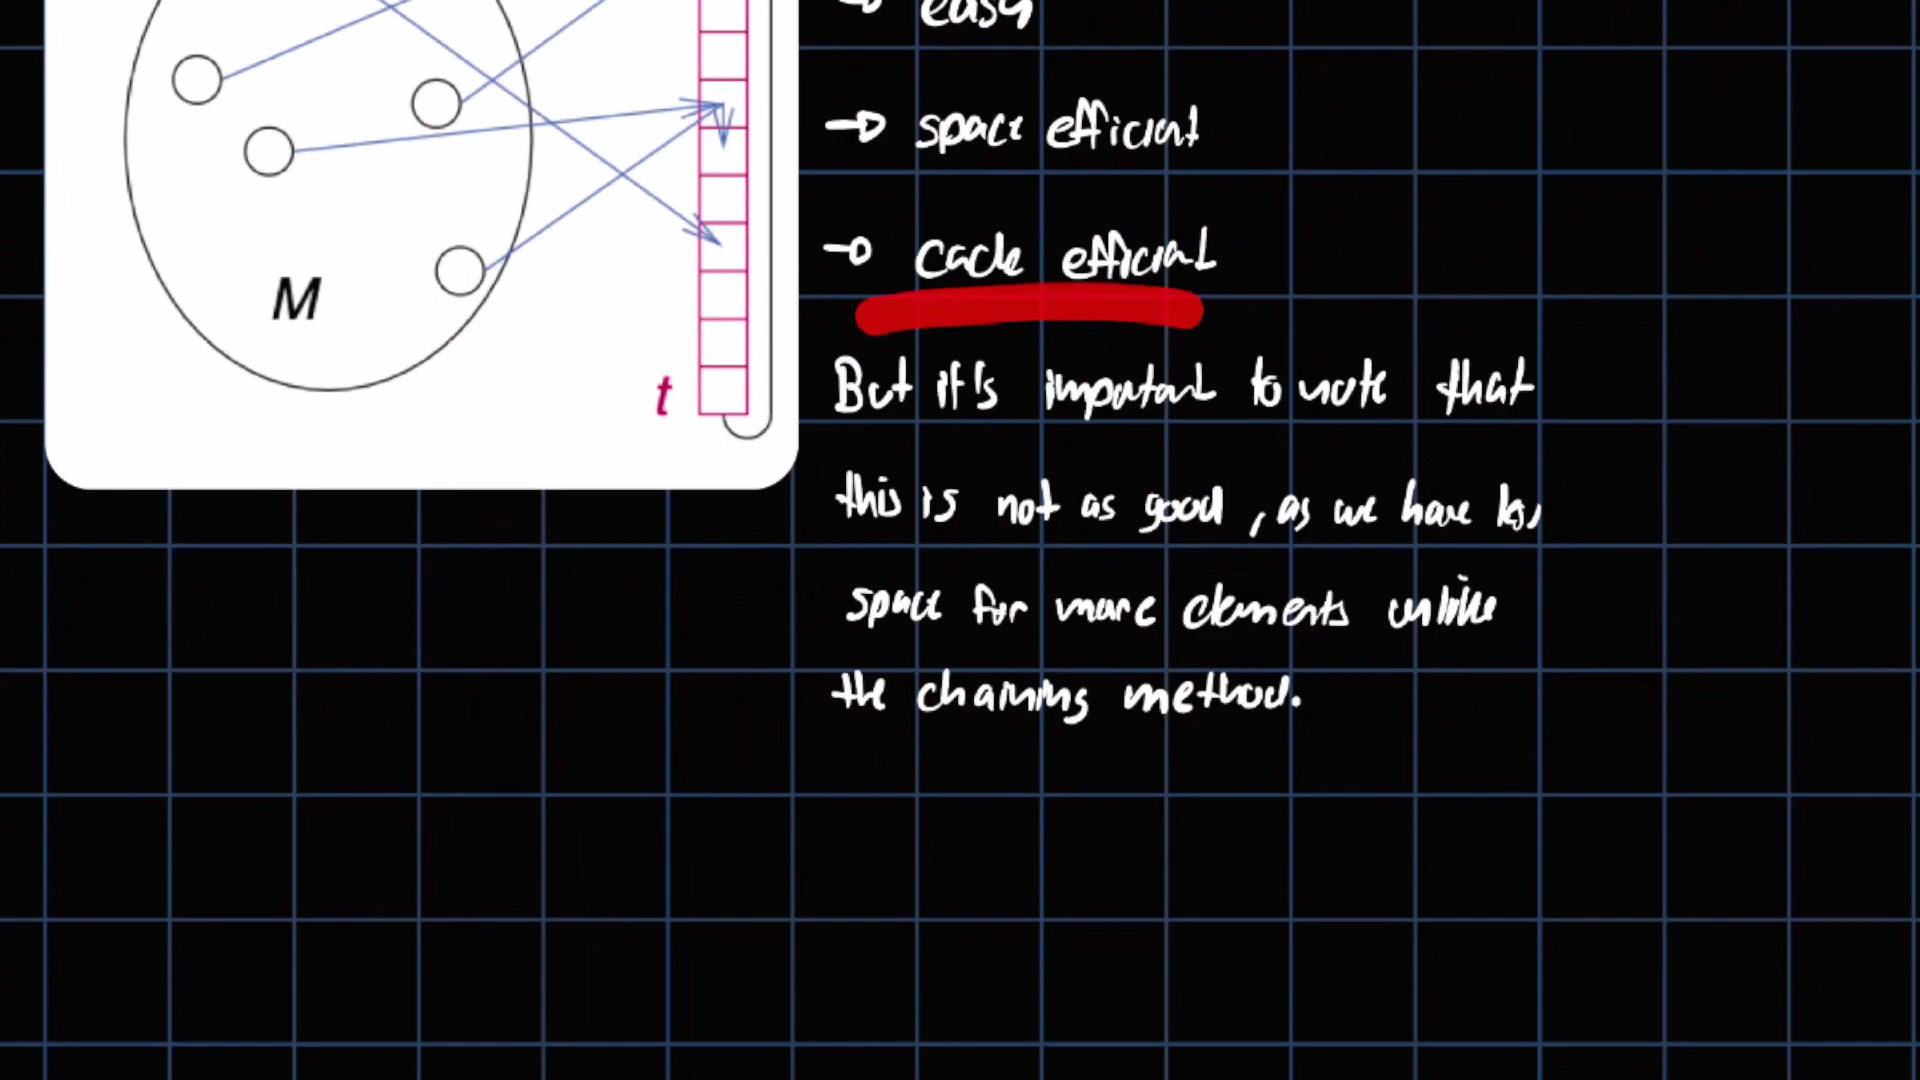 → easy
→ space efficient
→ cache efficient
M
t
But it's important to note that
this is not as good, as we have less
space for more elements unlike
the chaining method.